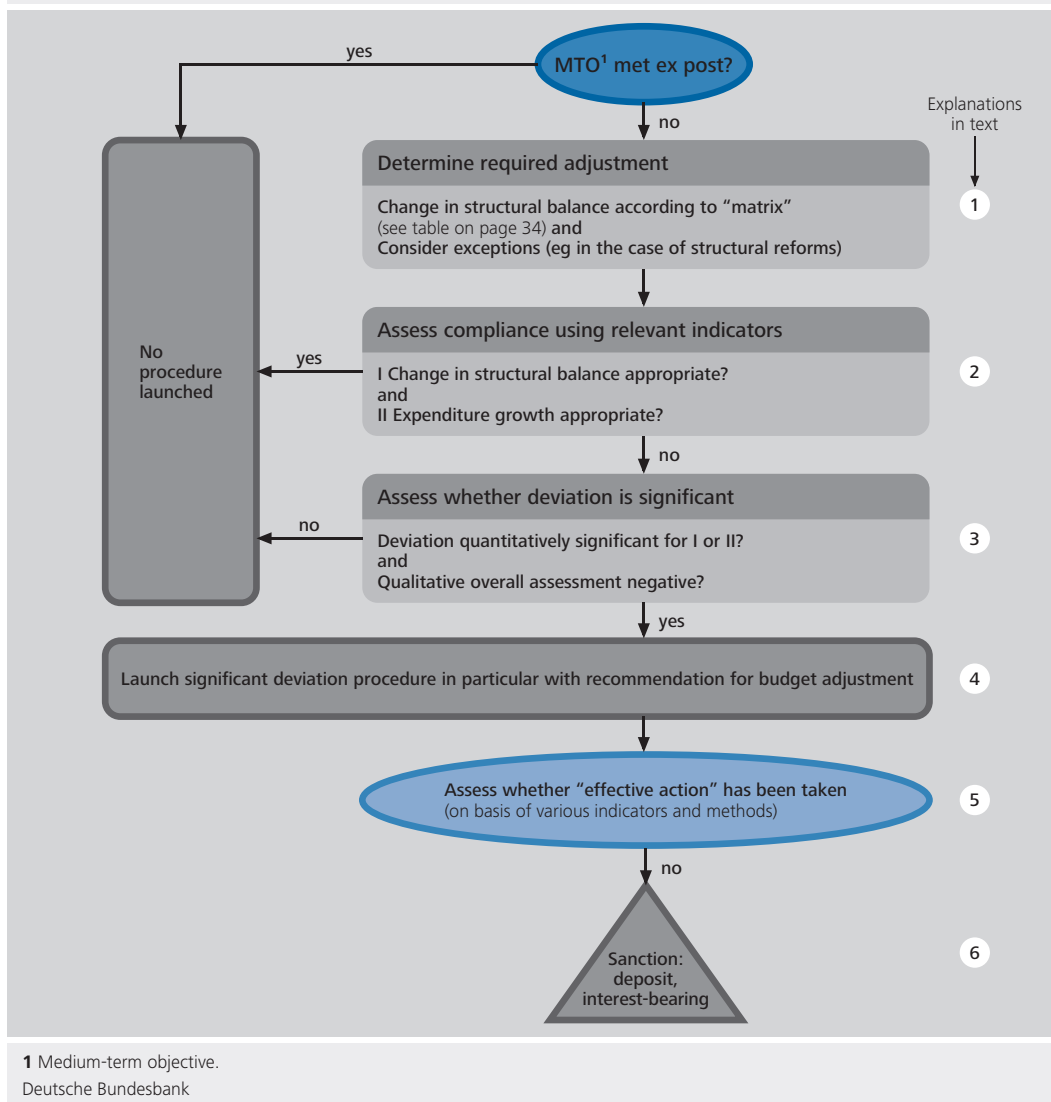 MTO¹ met ex post?
yes
no
Explanations
in text
Determine required adjustment
Change in structural balance according to “matrix”
(see table on page 34) and
Consider exceptions (eg in the case of structural reforms)
1
Assess compliance using relevant indicators
I Change in structural balance appropriate?
and
II Expenditure growth appropriate?
2
yes
No
procedure
launched
no
Assess whether deviation is significant
Deviation quantitatively significant for I or II?
and
Qualitative overall assessment negative?
3
no
yes
Launch significant deviation procedure in particular with recommendation for budget adjustment
4
Assess whether “effective action” has been taken
(on basis of various indicators and methods)
5
no
Sanction:
deposit,
interest-bearing
6
1 Medium-term objective.
Deutsche Bundesbank